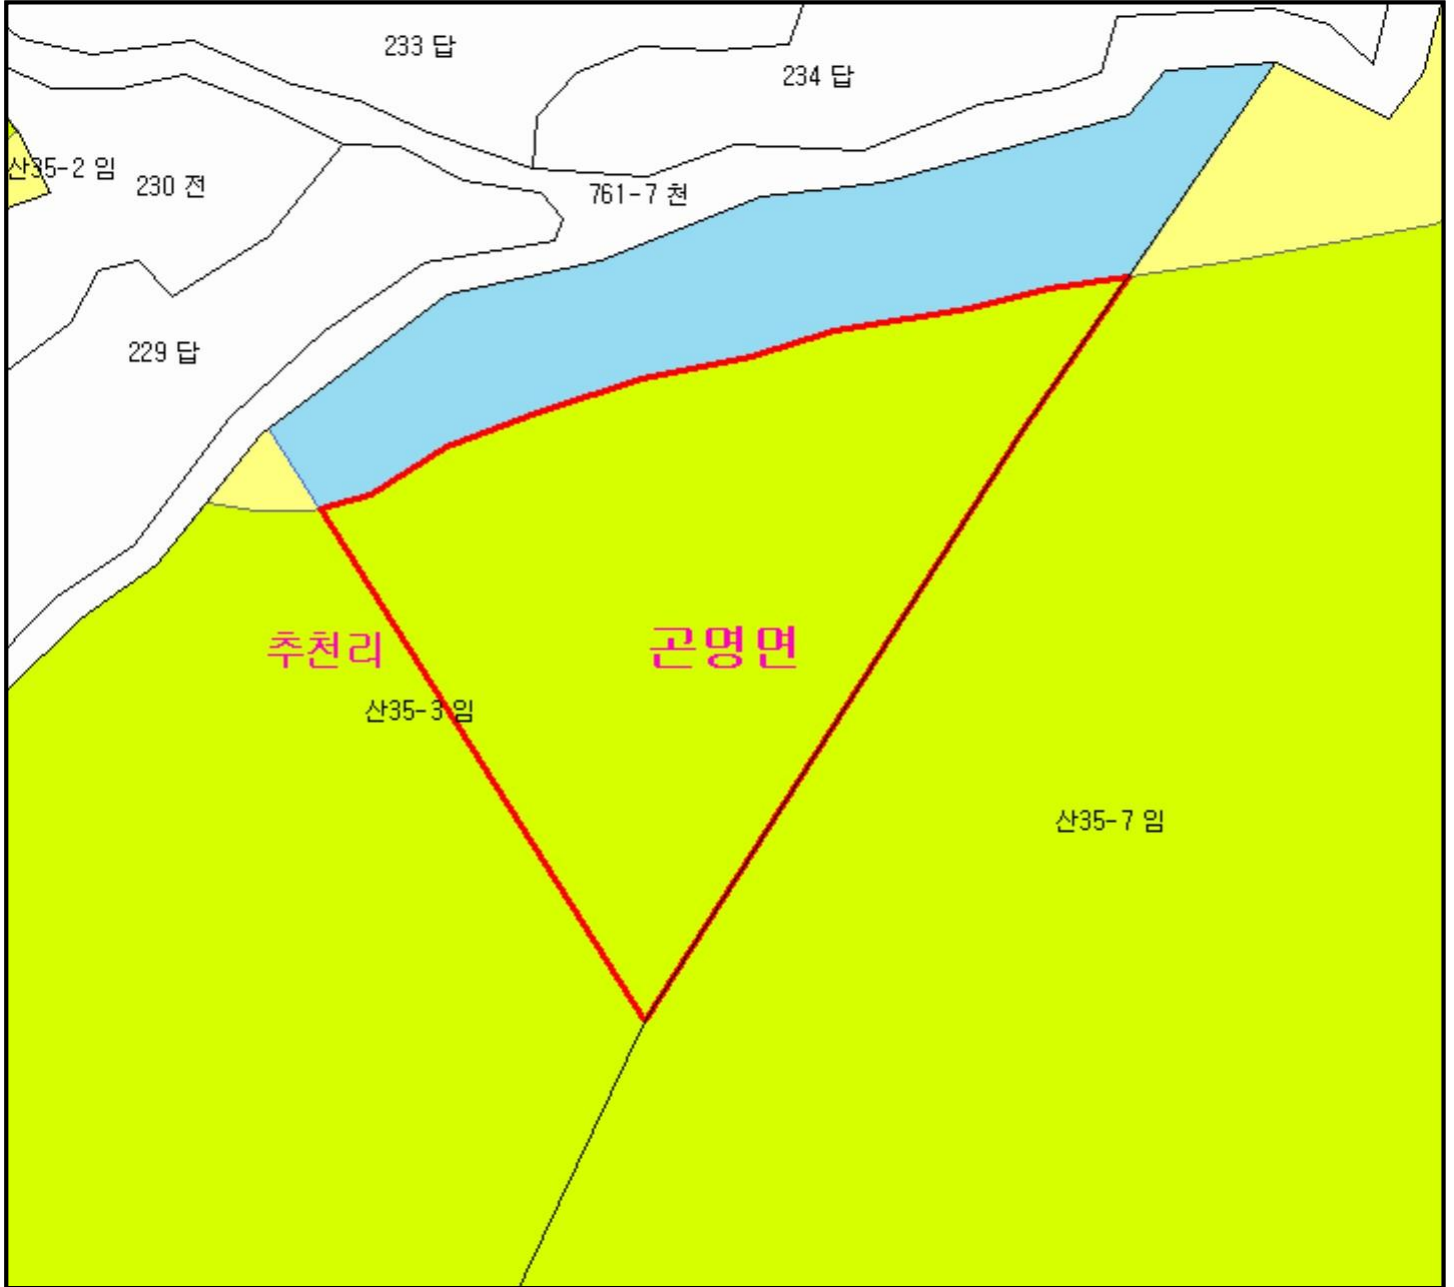 233 답
234 답
산35-2 임
230 전
761-7 천
229 답
추천리
곤명면
산35-3 임
산35-7 임